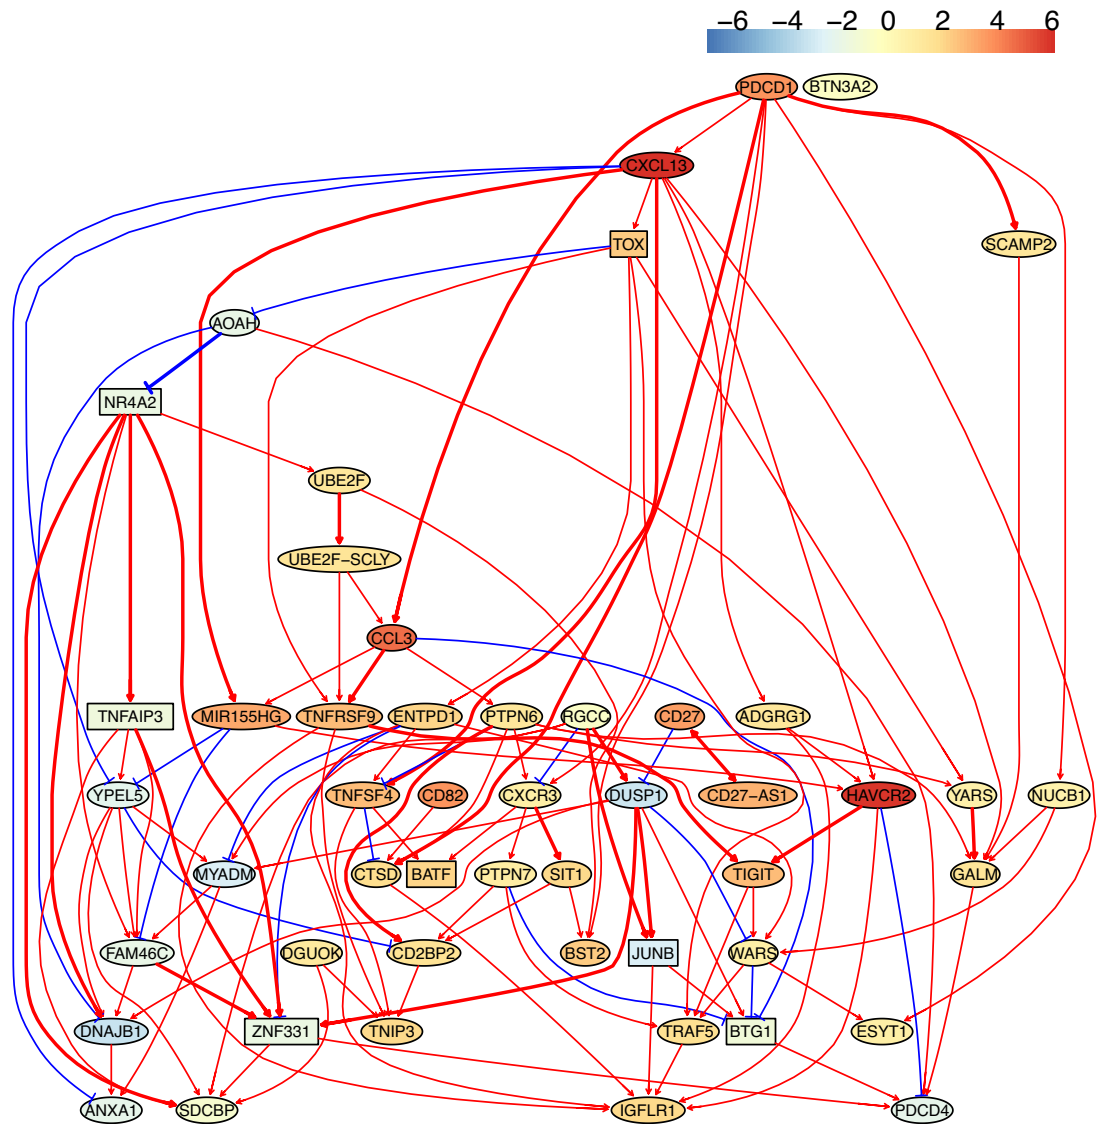 −6 −4 −2 0 2 4 6
PDCD1 BTN3A2
CXCL13
TOX SCAMP2
AOAH
NR4A2
UBE2F
UBE2F−SCLY
CCL3
TNFAIP3 MIR155HG TNFRSF9 ENTPD1 PTPN6 RGCC CD27 ADGRG1
YPEL5 TNFSF4 CD82 CXCR3 DUSP1 CD27−AS1 HAVCR2 YARS NUCB1
MYADM CTSD BATF PTPN7 SIT1 TIGIT GALM
FAM46C DGUOK CD2BP2 BST2 JUNB WARS
DNAJB1 ZNF331 TNIP3 TRAF5 BTG1 ESYT1
ANXA1 SDCBP IGFLR1 PDCD4